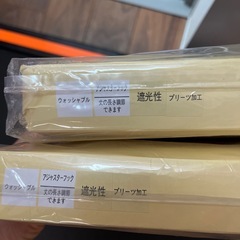 ウォッシャブル
アジャスターフック
丈の長さ調節
できます
遮光性
プリーツ加工
ウォッシャブル
アジャスターフック
丈の長さ調節
できます
遮光性
プリーツ加工